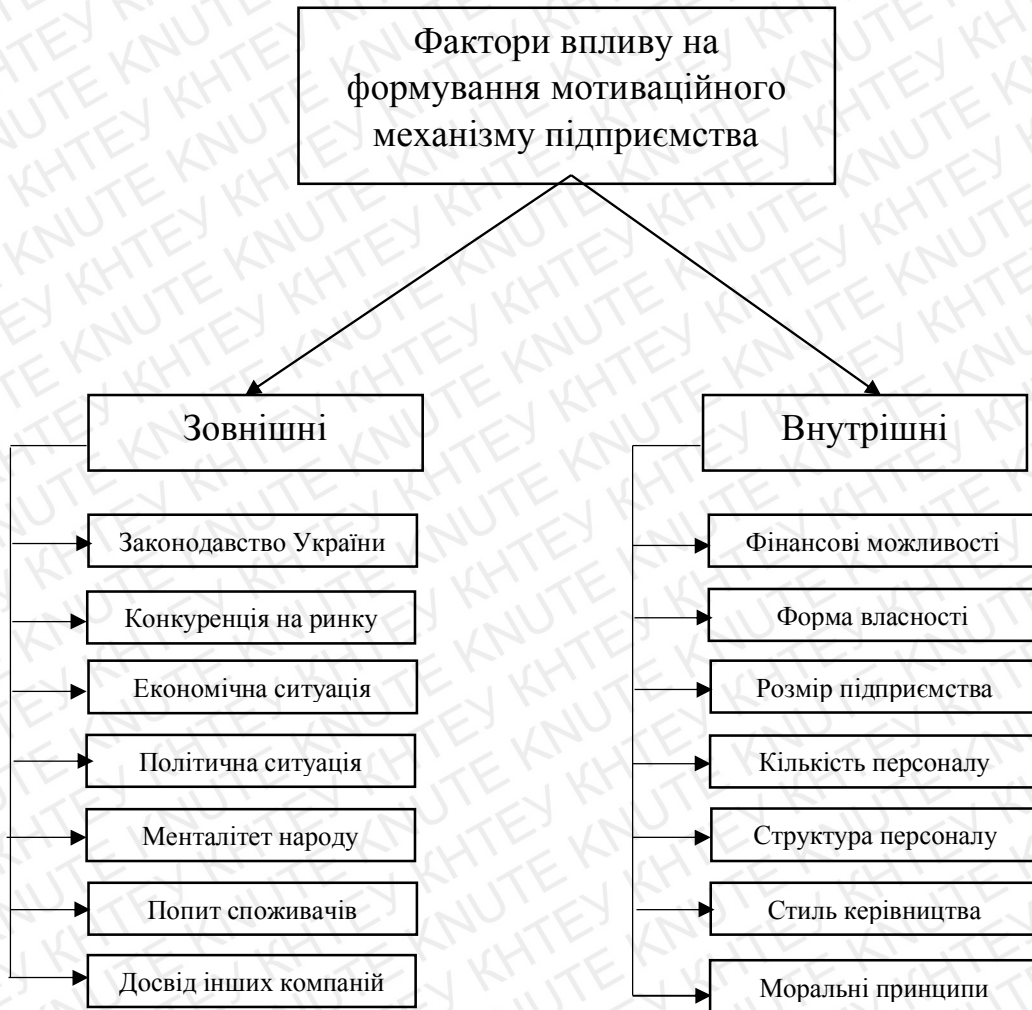 Фактори впливу на
формування мотиваційного
механізму підприємства
Зовнішні
Законодавство України
Конкуренція на ринку
Економічна ситуація
Політична ситуація
Менталітет народу
Попит споживачів
Досвід інших компаній
Внутрішні
Фінансові можливості
Форма власності
Розмір підприємства
Кількість персоналу
Структура персоналу
Стиль керівництва
Моральні принципи
КНТЕУ KNUTE